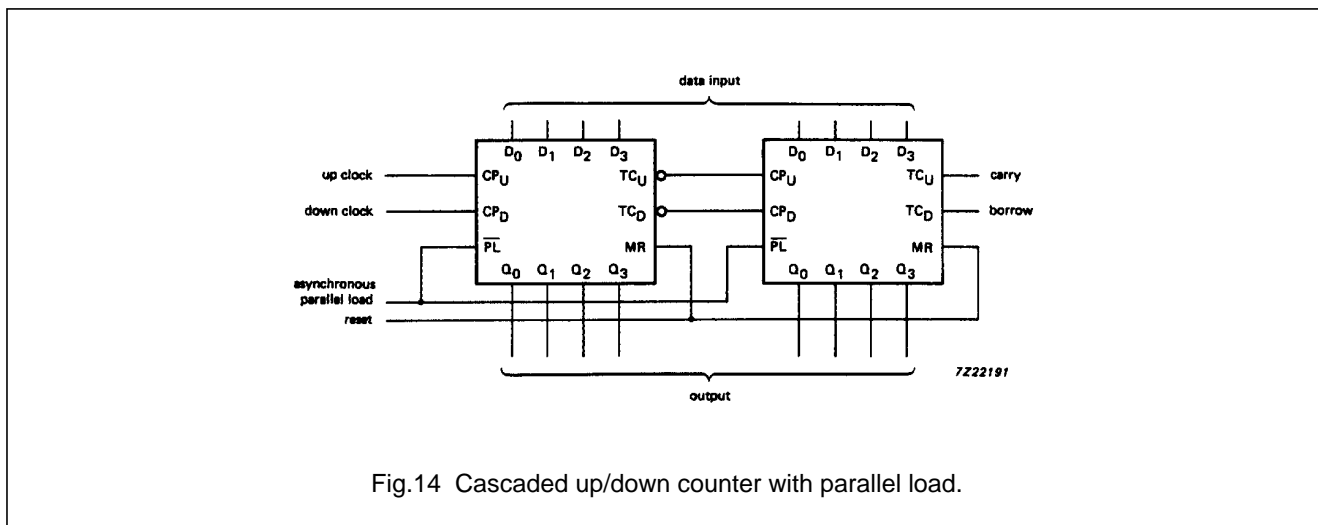 data input
D0 D1 D2 D3 D0 D1 D2 D3
up clock CPU TCU CPU TCU carry
down clock CPD TCD CPD TCD borrow
PL MR PL MR
Q0 Q1 Q2 Q3 Q0 Q1 Q2 Q3
asynchronous
parallel load
reset
7Z22191
output
Fig.14 Cascaded up/down counter with parallel load.